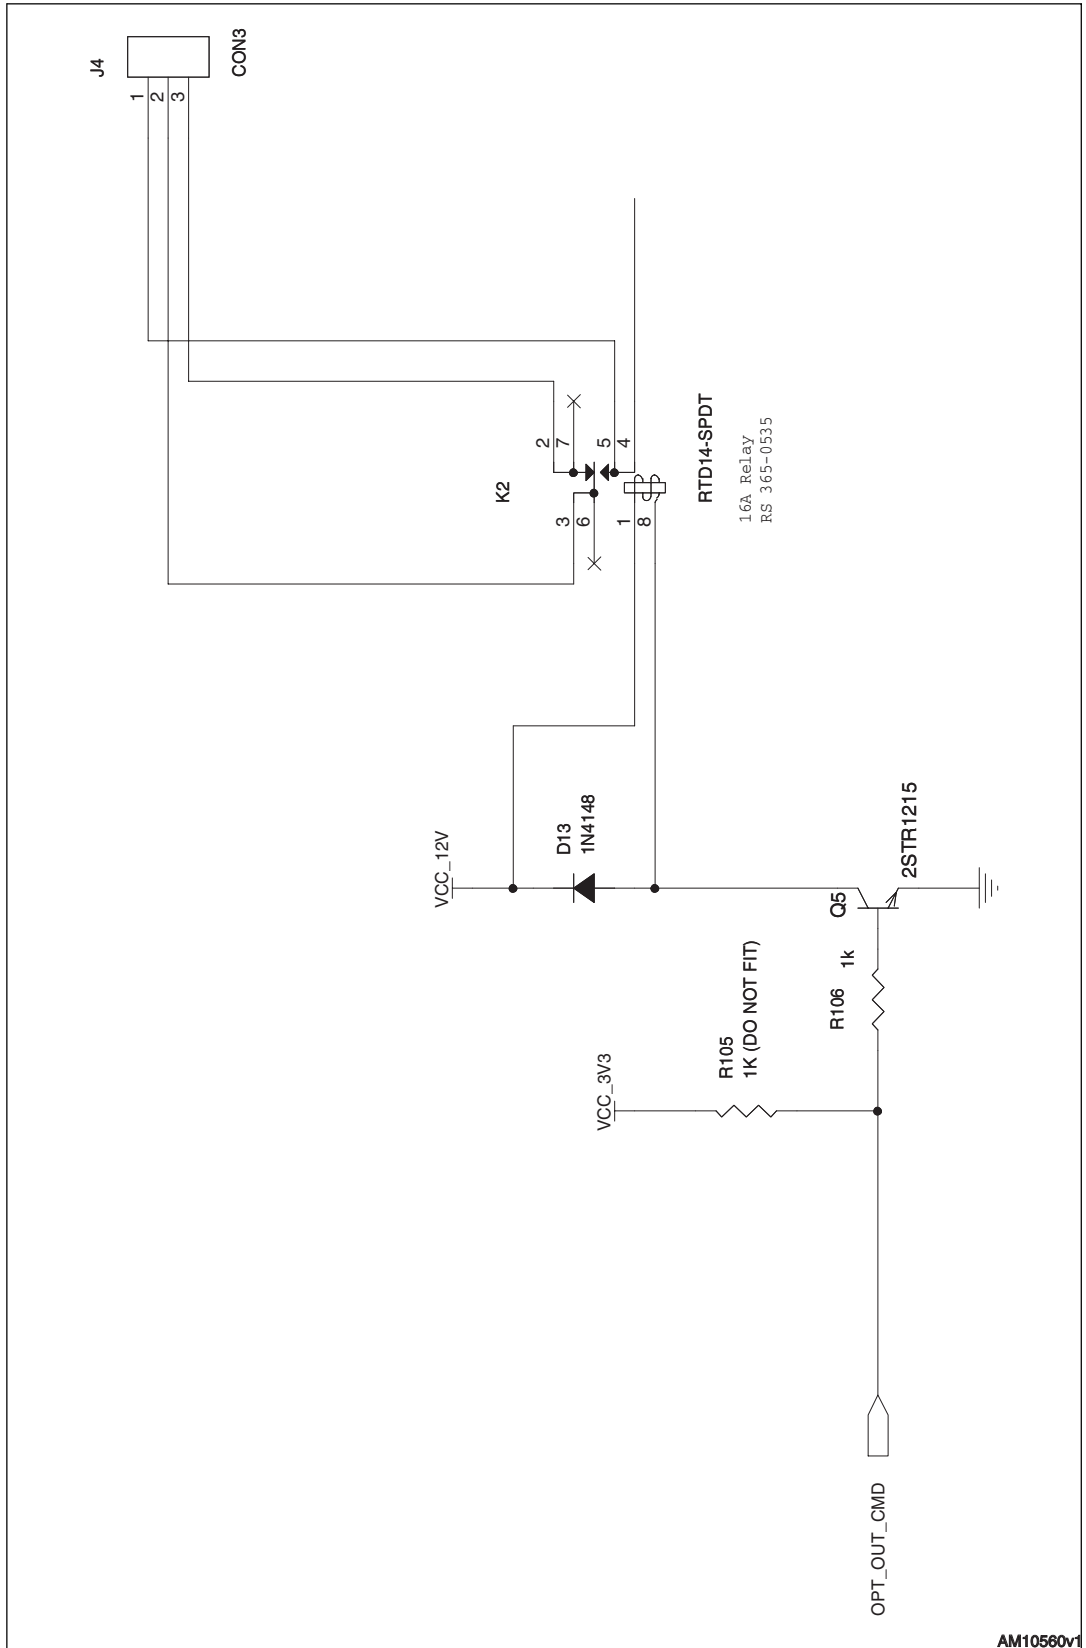 J4
CON3
1
2
3
K2
2
7
5
4
3
6
1
8
RTD14-SPDT
16A Relay
RS 365-0535
VCC_12V
D13
1N4148
Q5
2STR1215
R106
1k
VCC_3V3
R105
1K (DO NOT FIT)
OPT_OUT_CMD
AM10560v1